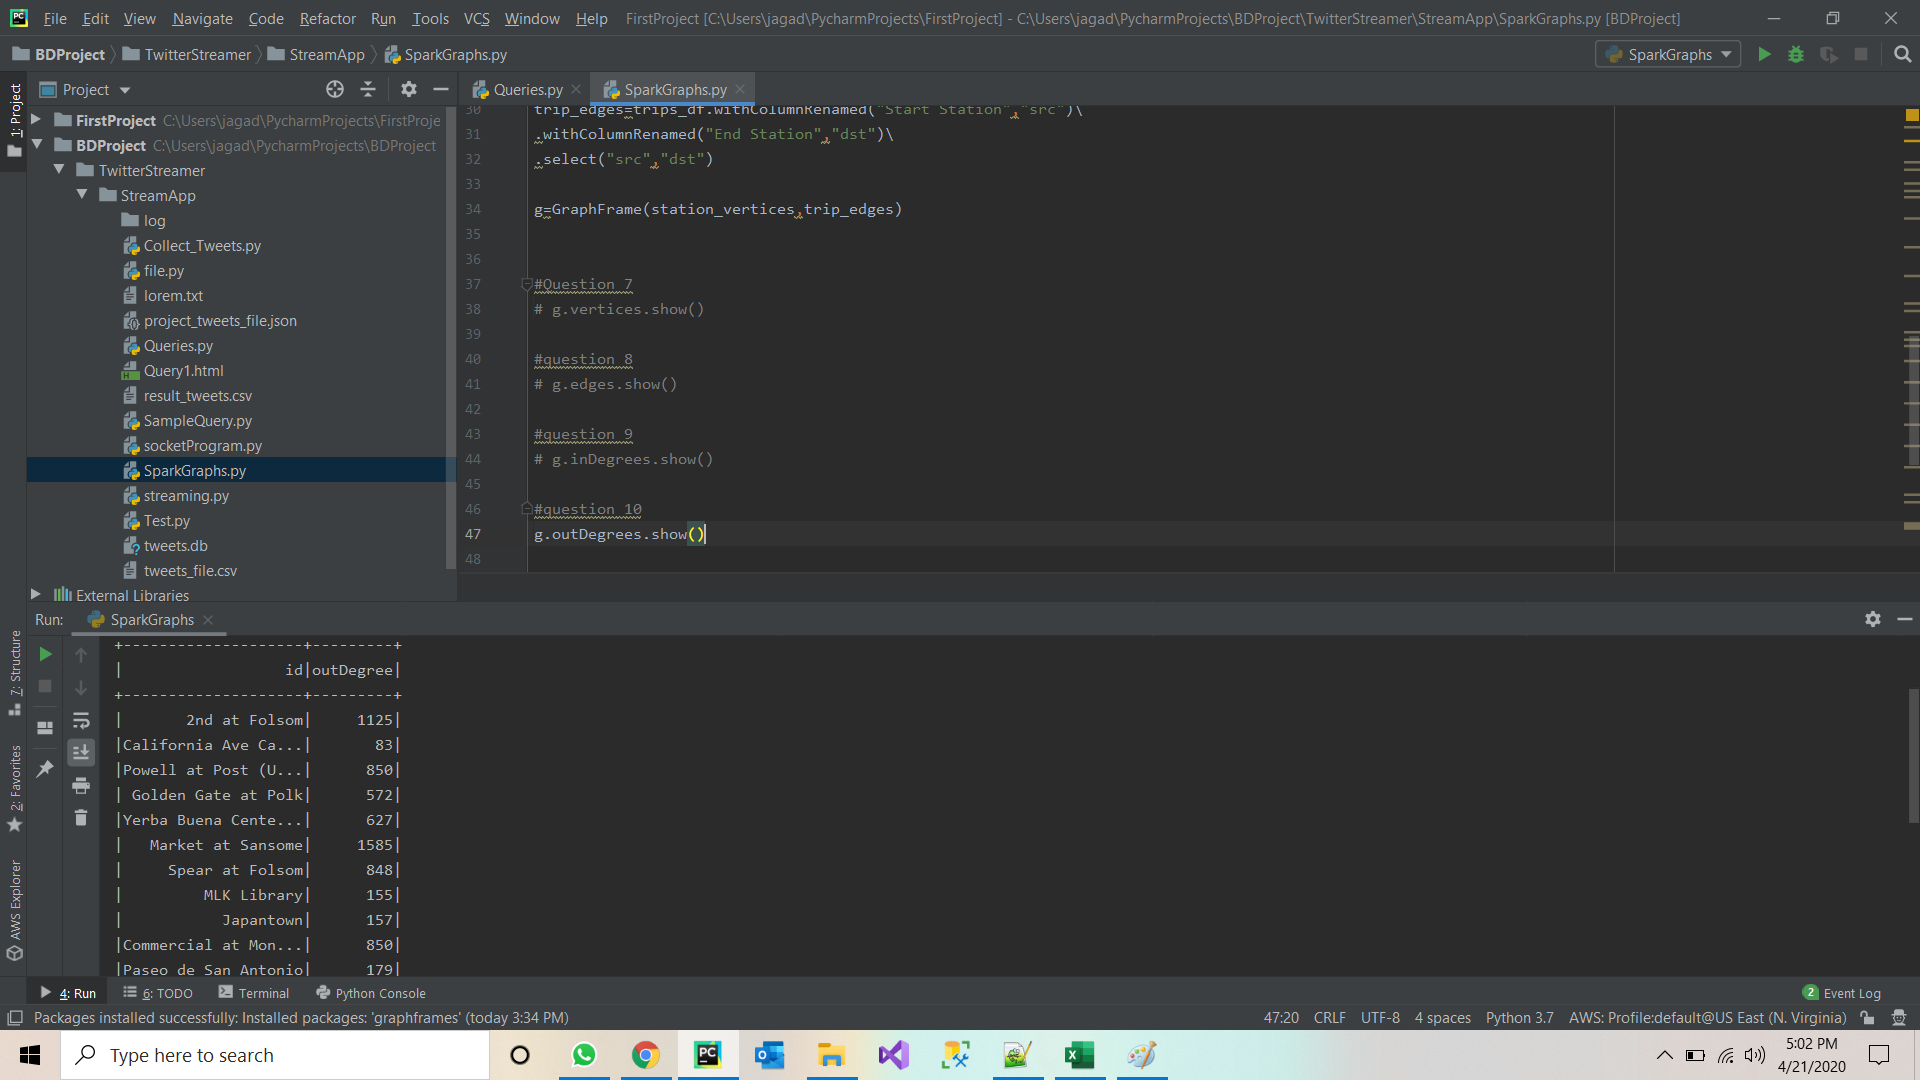 File Edit View Navigate Code Refactor Run Tools VCS Window Help FirstProject [C:\Users\jagad\PycharmProjects\FirstProject] - C:\Users\jagad\PycharmProjects\BDProject\TwitterStreamer\StreamApp\SparkGraphs.py [BDProject]
BDProject TwitterStreamer StreamApp SparkGraphs.py SparkGraphs
Project Queries.py SparkGraphs.py
1: Project
FirstProject C:\Users\jagad\PycharmProjects\FirstProje
BDProject C:\Users\jagad\PycharmProjects\BDProject
TwitterStreamer
StreamApp
log
Collect_Tweets.py
file.py
lorem.txt
project_tweets_file.json
Queries.py
Query1.html
result_tweets.csv
SampleQuery.py
socketProgram.py
SparkGraphs.py
streaming.py
Test.py
tweets.db
tweets_file.csv
External Libraries
30 trip_edges=trips_df.withColumnRenamed("Start Station","src")\
31 .withColumnRenamed("End Station","dst")\
32 .select("src","dst")
33
34 g=GraphFrame(station_vertices,trip_edges)
35
36
37 #Question 7
38 # g.vertices.show()
39
40 #question 8
41 # g.edges.show()
42
43 #question 9
44 # g.inDegrees.show()
45
46 #question 10
47 g.outDegrees.show()
48
Run: SparkGraphs
7: Structure
2: Favorites
AWS Explorer
+--------------------+---------+
|                  id|outDegree|
+--------------------+---------+
|       2nd at Folsom|     1125|
|California Ave Ca...|       83|
|Powell at Post (U...|      850|
| Golden Gate at Polk|      572|
|Yerba Buena Cente...|      627|
|   Market at Sansome|     1585|
|     Spear at Folsom|      848|
|         MLK Library|      155|
|           Japantown|      157|
|Commercial at Mon...|      850|
|Paseo de San Antonio|      179|
4: Run 6: TODO Terminal Python Console 2 Event Log
Packages installed successfully: Installed packages: 'graphframes' (today 3:34 PM) 47:20 CRLF UTF-8 4 spaces Python 3.7 AWS: Profile:default@US East (N. Virginia)
Type here to search
5:02 PM
4/21/2020